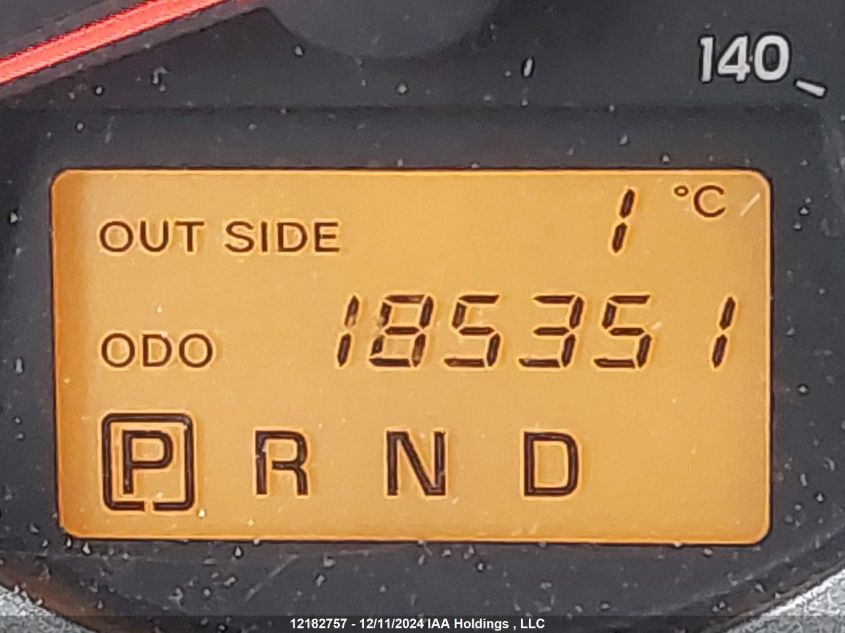 140
OUT SIDE 1 °C
ODO 185351
P R N D
12182757 - 12/11/2024 IAA Holdings , LLC